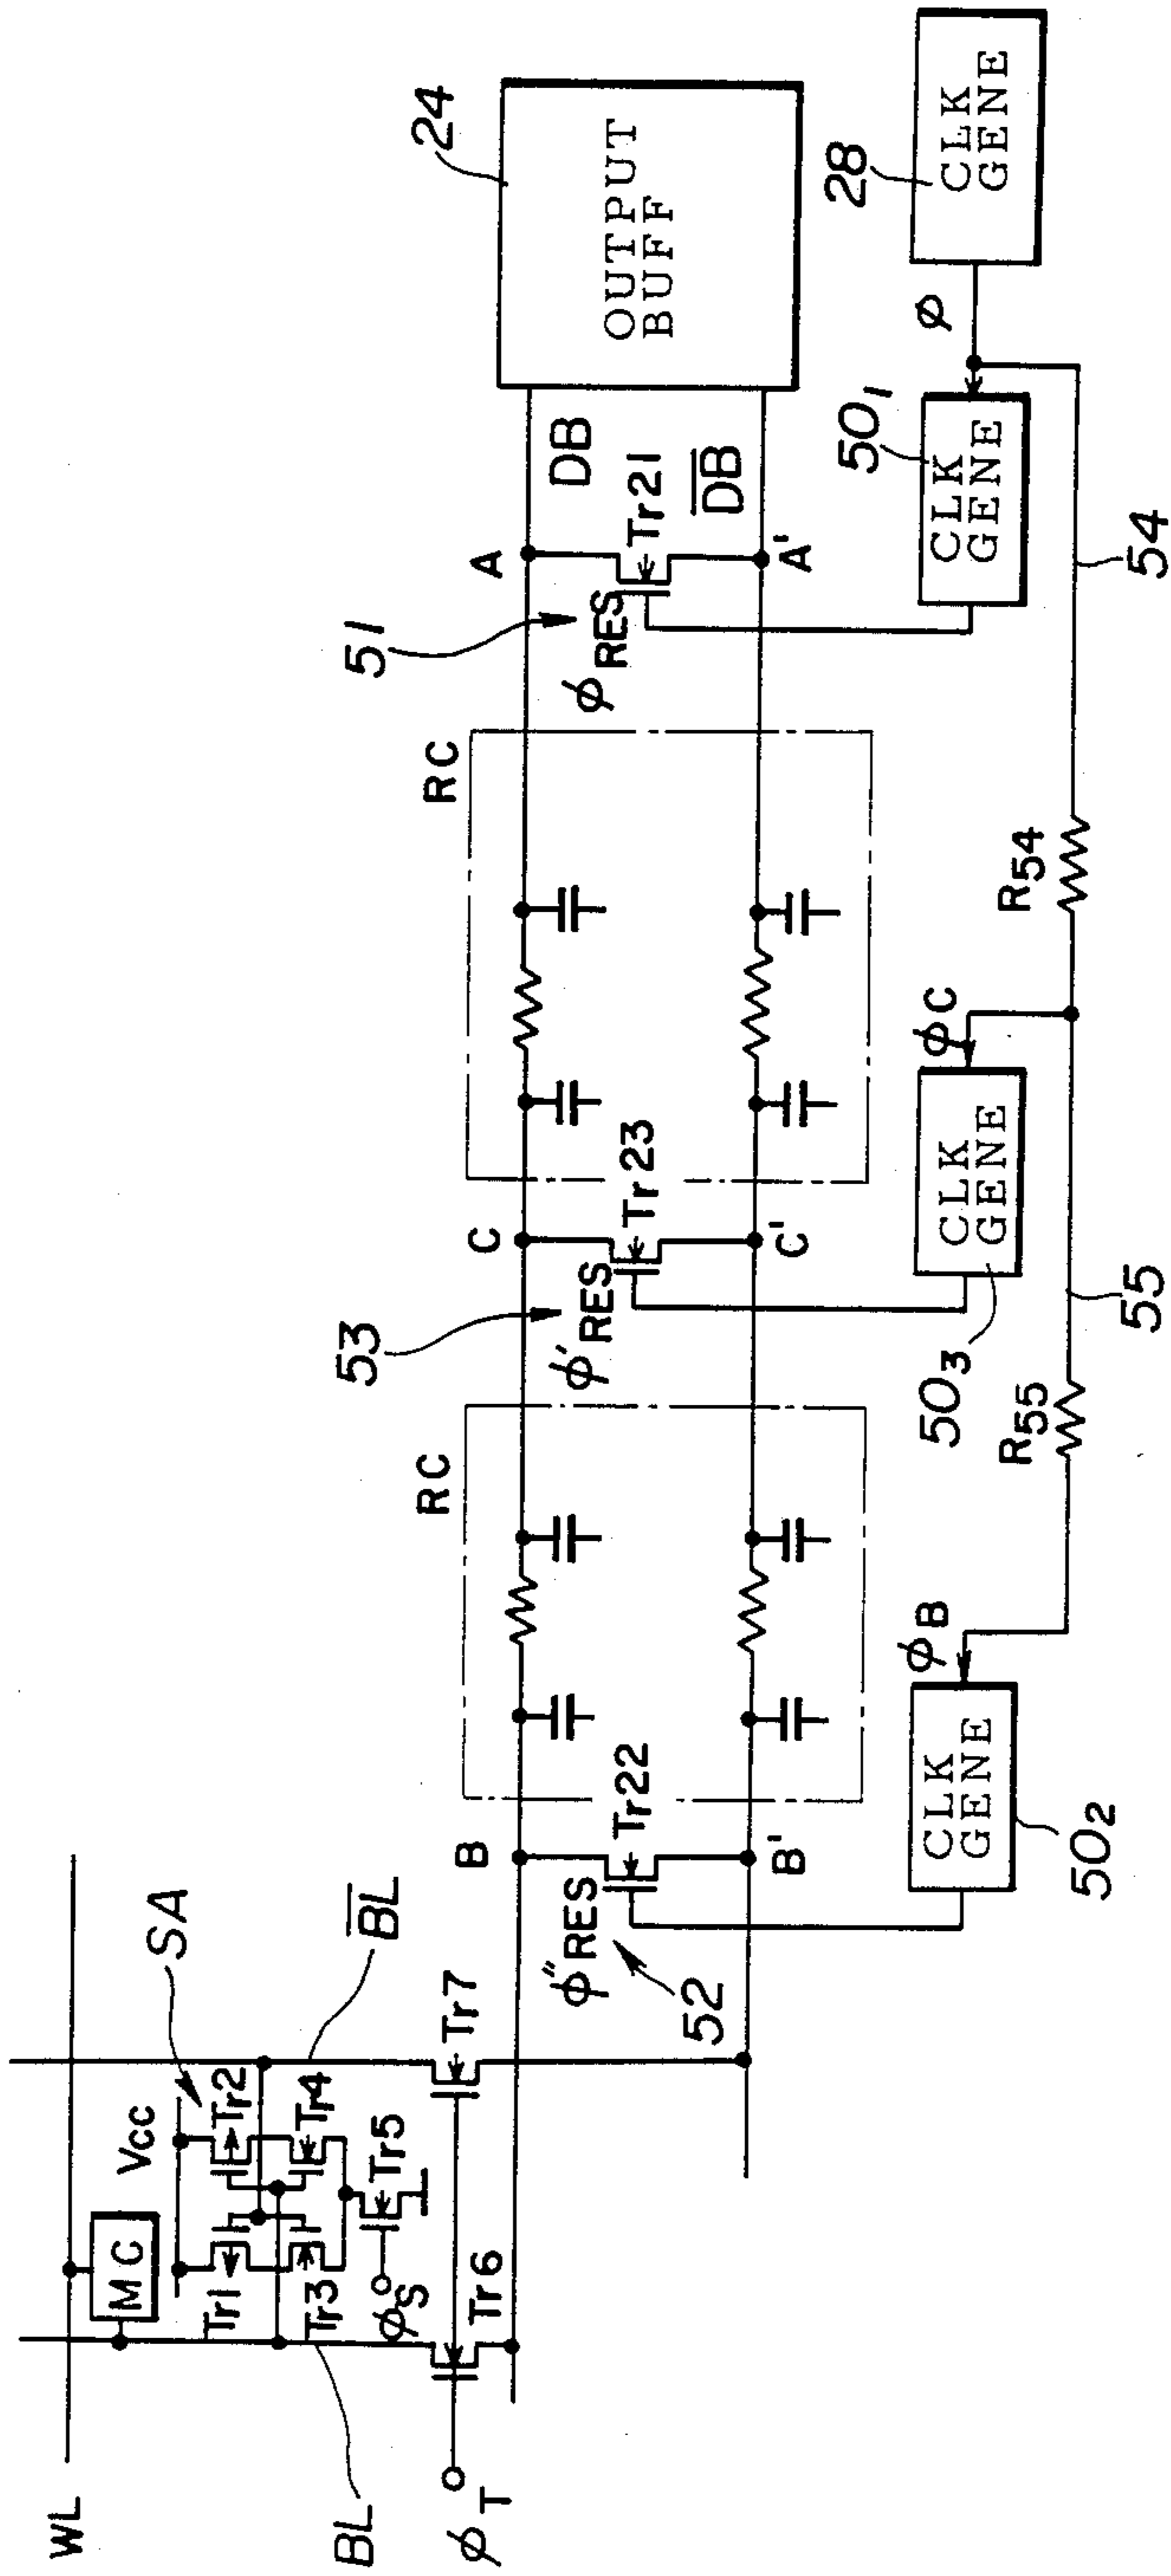 WL
BL
MC
Vcc
SA
Tr1
Tr2
Tr3
Tr4
Tr5
φS
B̅L̅
φT
Tr6
Tr7
B
φ″RES
Tr22
B'
52
RC
53
C
φ'RES
Tr23
C'
RC
51
A
φRES
Tr21
A'
DB
D̅B̅
24
OUTPUT
BUFF
φB
CLK
GENE
50₂
R55
55
φC
CLK
GENE
50₃
R54
54
50₁
CLK
GENE
φ
28
CLK
GENE